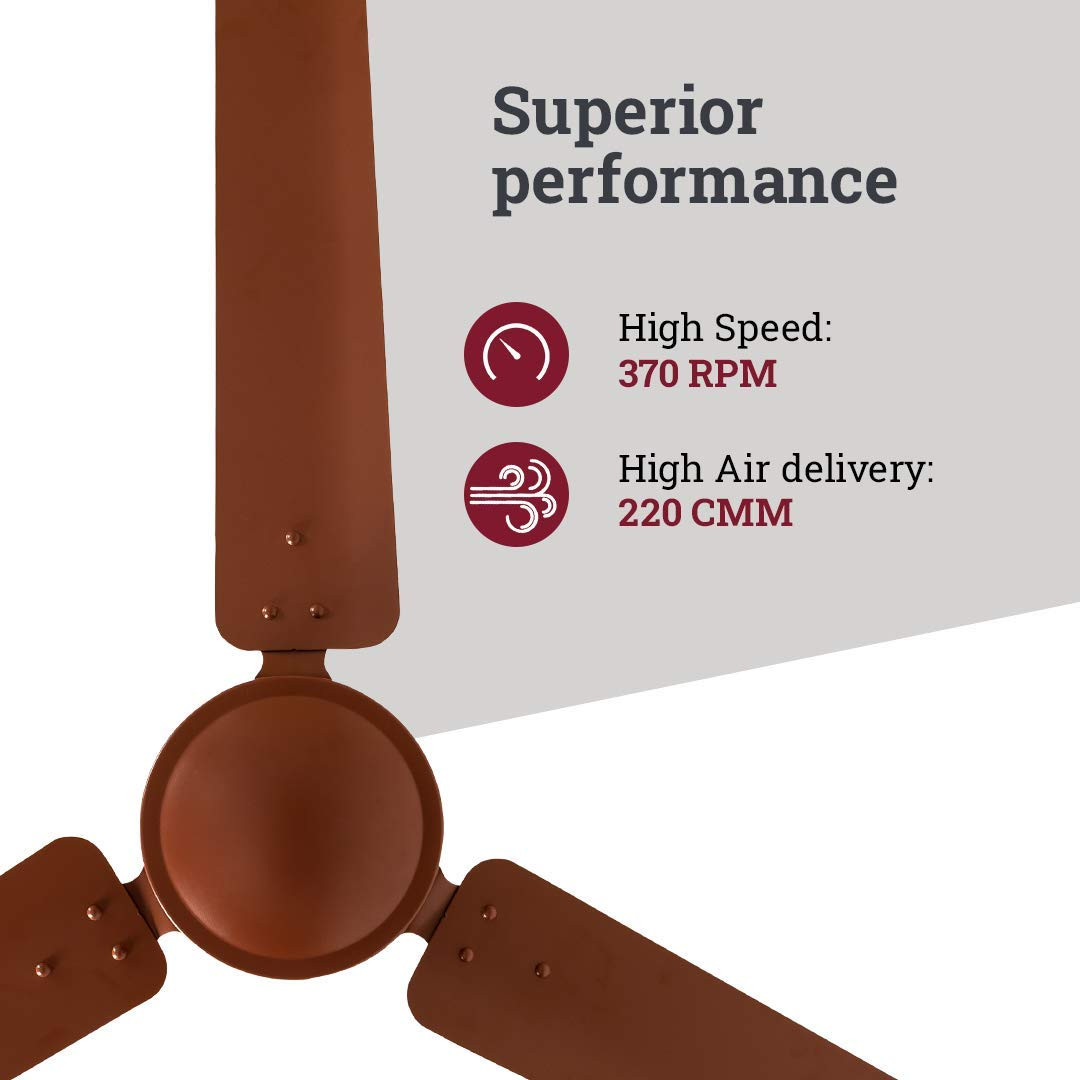 Superior
performance
High Speed:
370 RPM
High Air delivery:
220 CMM